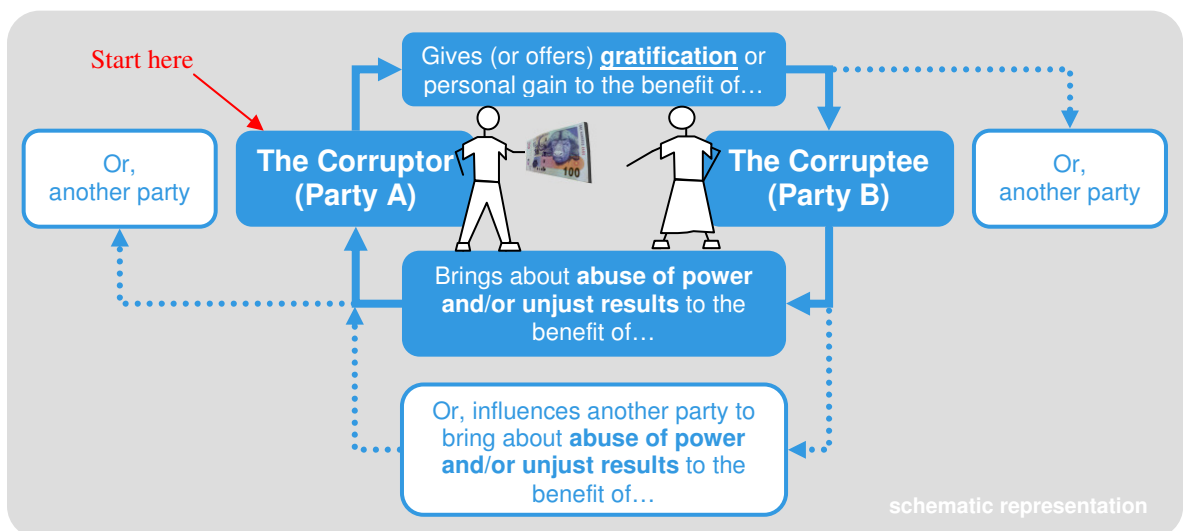 Start here
Gives (or offers) gratification or
personal gain to the benefit of…
Or,
another party
The Corruptor
(Party A)
100
The Corruptee
(Party B)
Or,
another party
Brings about abuse of power
and/or unjust results to the
benefit of…
Or, influences another party to
bring about abuse of power
and/or unjust results to the
benefit of…
schematic representation